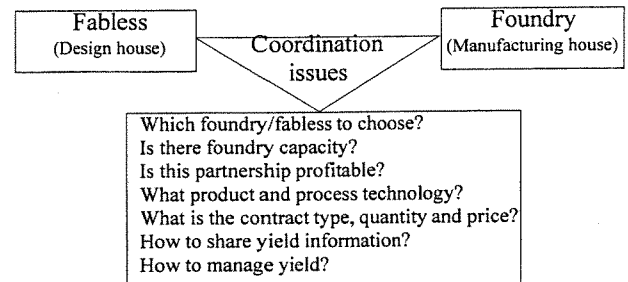 Fabless
(Design house)
Coordination
issues
Foundry
(Manufacturing house)
Which foundry/fabless to choose?
Is there foundry capacity?
Is this partnership profitable?
What product and process technology?
What is the contract type, quantity and price?
How to share yield information?
How to manage yield?